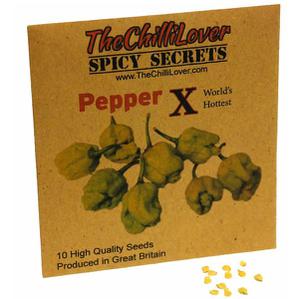 TheChilliLover
SPICY SECRETS
www.TheChilliLover.com
Pepper X World's
Hottest
10 High Quality Seeds
Produced in Great Britain